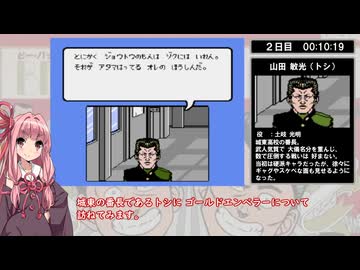 とにかく ジョウトウのもんは ゾクには いれん。
それが アタマはってる オレの ほうしんだ。
2日目 00:10:19
山田 敏光（トシ）
役 ：土岐 光明
城東高校の番長。
武人気質で 大儀名分を重んじ、
数で圧倒する戦いは 好まない。
当初は硬派キャラだったが、徐々に
ギャグやスケベな面も見せるように
なった。
城東の番長であるトシに ゴールドエンペラーについて
訪ねてみます。